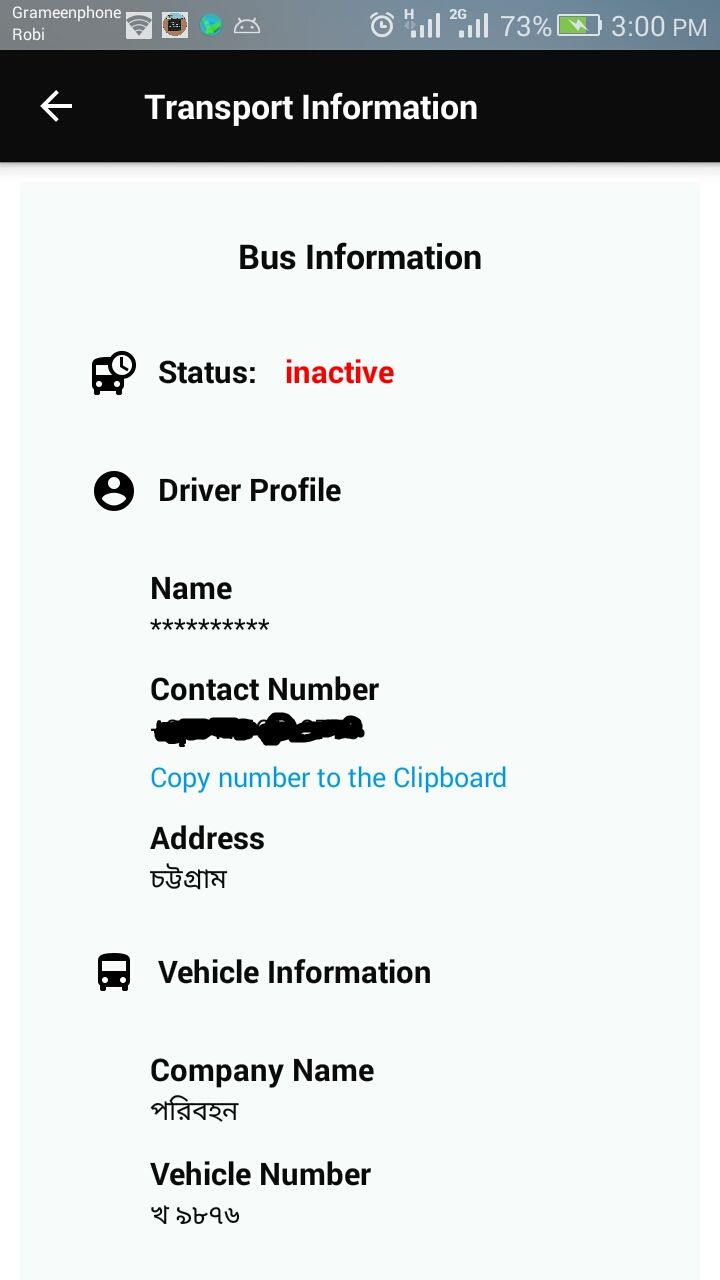 Grameenphone
Robi
H 2G 73% 3:00 PM
Transport Information
Bus Information
Status: inactive
Driver Profile
Name
**********
Contact Number
Copy number to the Clipboard
Address
চট্টগ্রাম
Vehicle Information
Company Name
পরিবহন
Vehicle Number
খ ৯৮৭৬